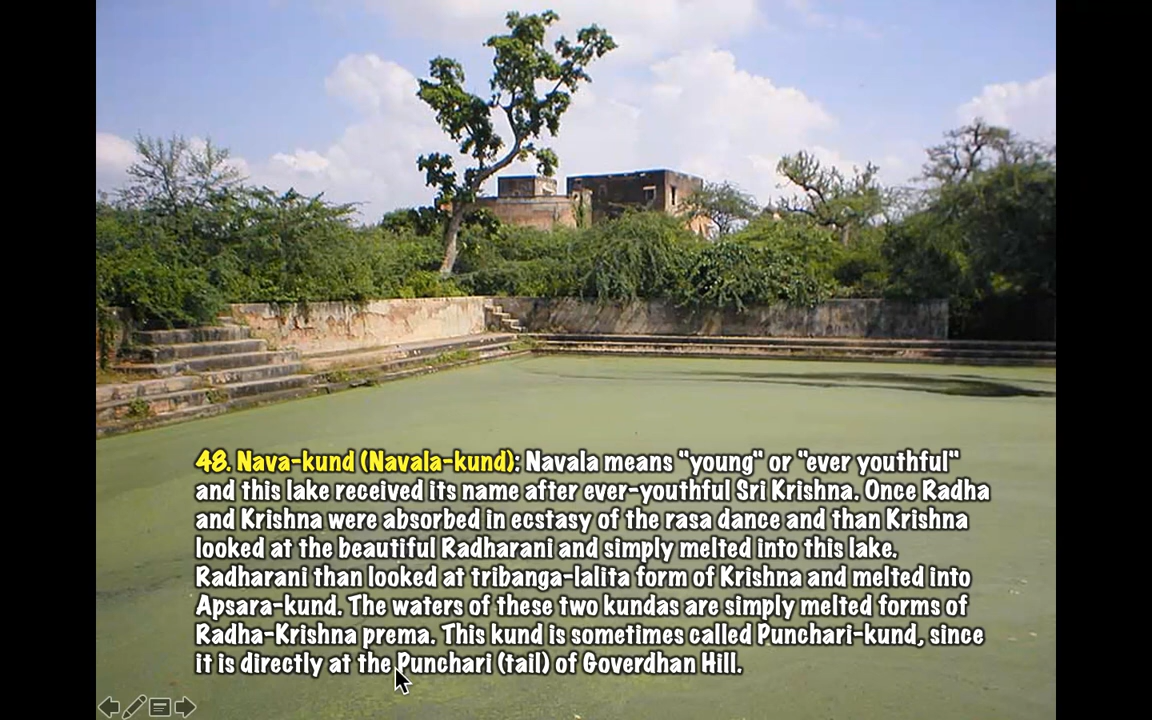 48. Nava-kund (Navala-kund): Navala means "young" or "ever youthful"
and this lake received its name after ever-youthful Sri Krishna. Once Radha
and Krishna were absorbed in ecstasy of the rasa dance and than Krishna
looked at the beautiful Radharani and simply melted into this lake.
Radharani than looked at tribanga-lalita form of Krishna and melted into
Apsara-kund. The waters of these two kundas are simply melted forms of
Radha-Krishna prema. This kund is sometimes called Punchari-kund, since
it is directly at the Punchari (tail) of Goverdhan Hill.